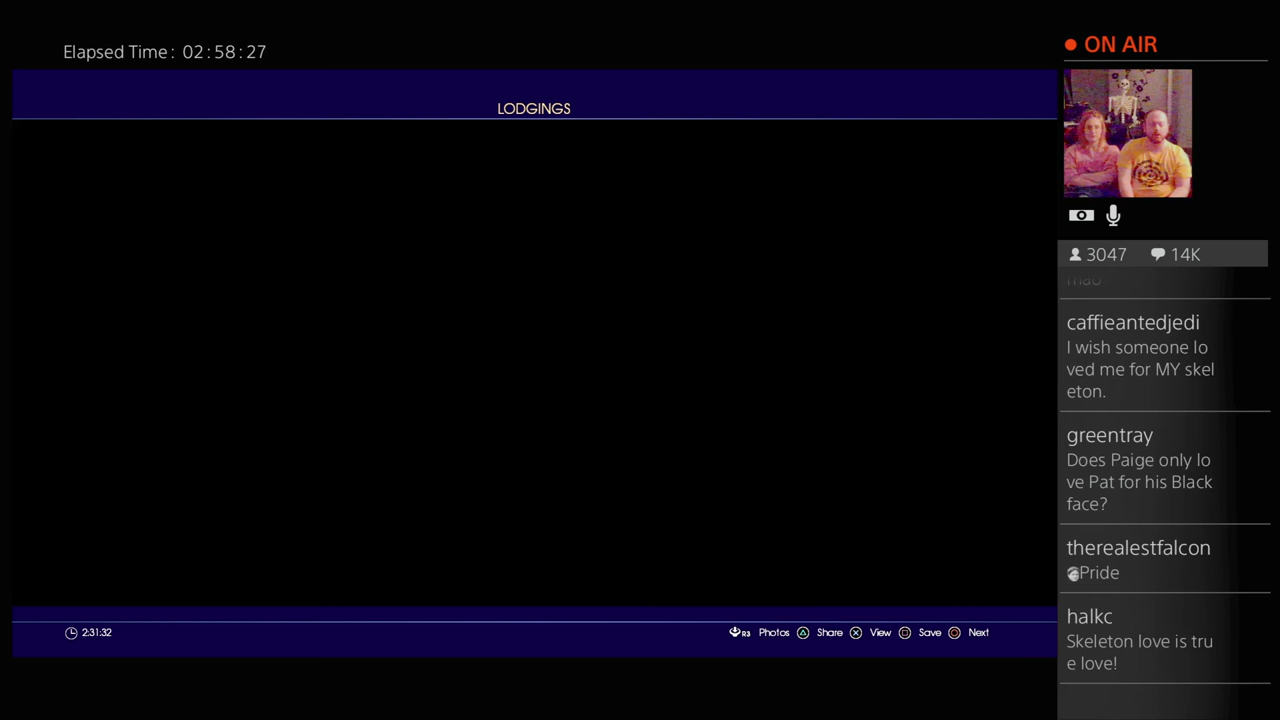 Elapsed Time: 02:58:27
ON AIR
LODGINGS
3047 14K
mao
caffieantedjedi
I wish someone lo
ved me for MY skel
eton.
greentray
Does Paige only lo
ve Pat for his Black
face?
therealestfalcon
Pride
halkc
Skeleton love is tru
e love!
2:31:32
R3 Photos Share View Save Next